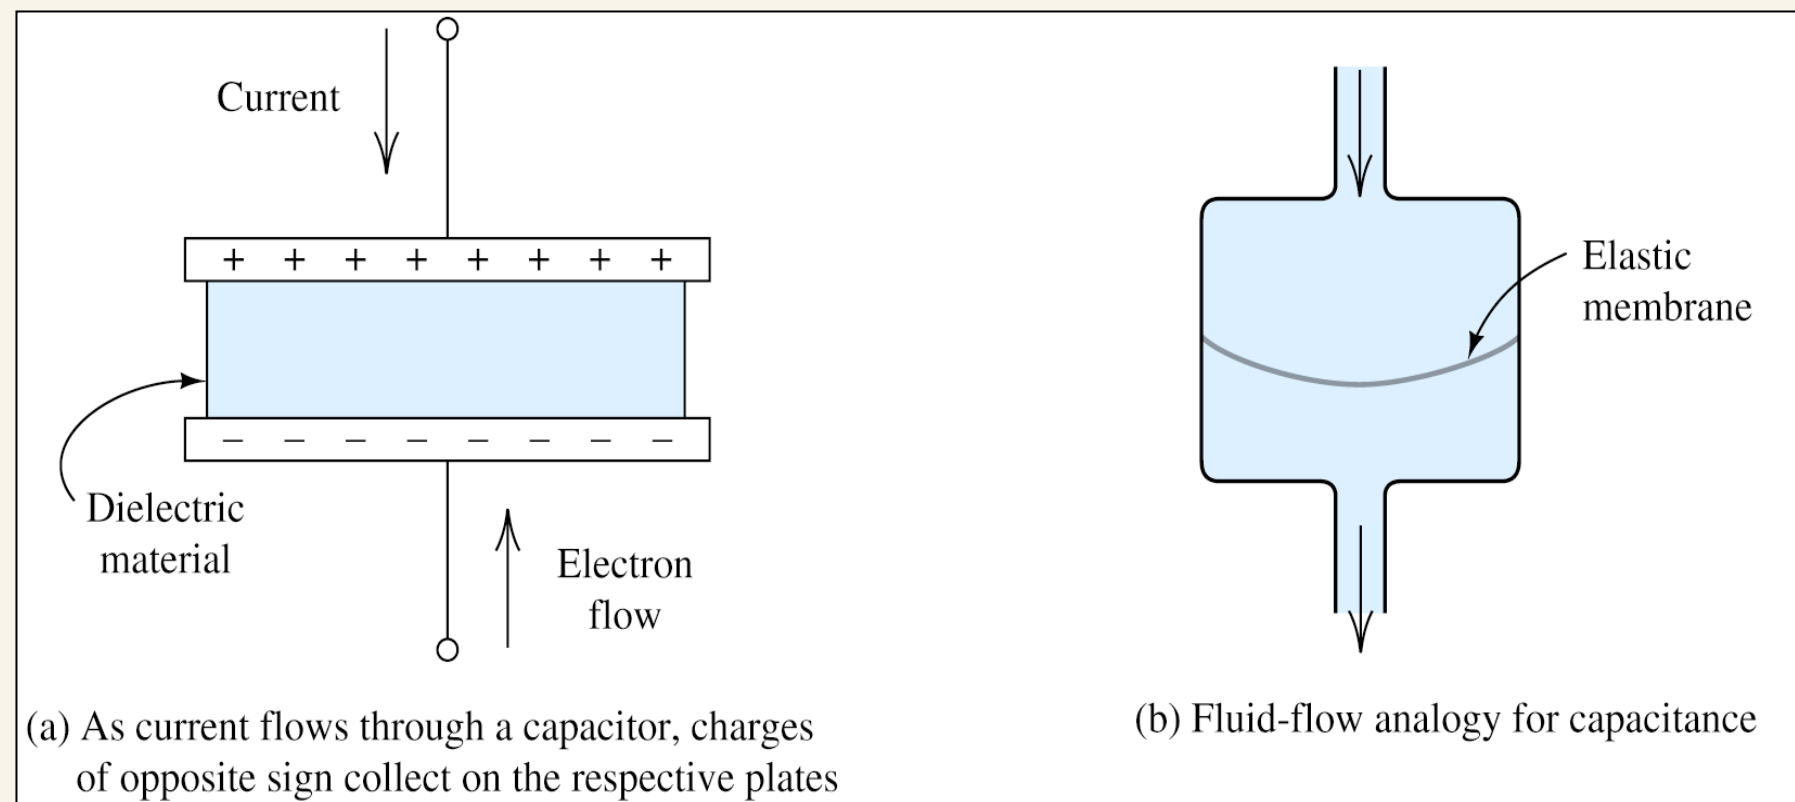 Current
+ + + + + + + +
− − − − − − − −
Dielectric
material
Electron
flow
(a) As current flows through a capacitor, charges
of opposite sign collect on the respective plates
Elastic
membrane
(b) Fluid-flow analogy for capacitance